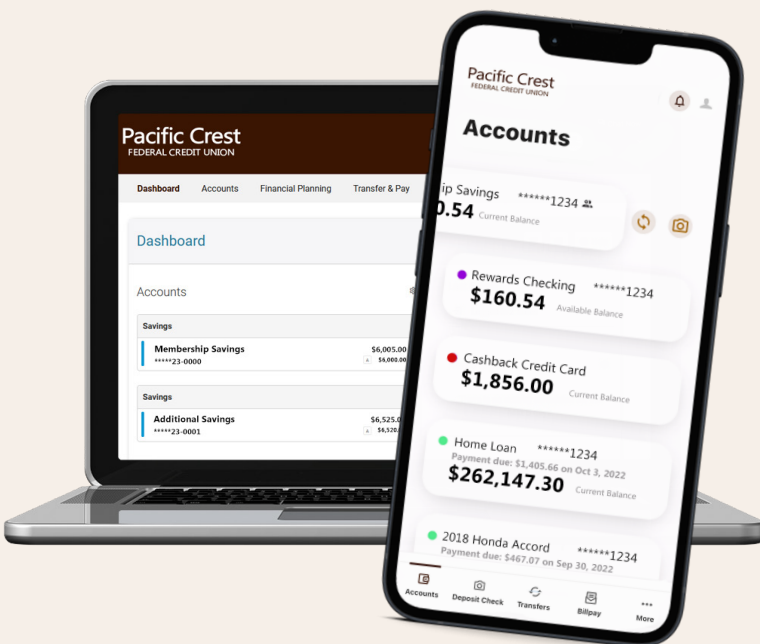 Pacific Crest
FEDERAL CREDIT UNION
Dashboard Accounts Financial Planning Transfer & Pay
Dashboard
Accounts
Savings
Membership Savings $6,005.00
*****23-0000 A $6,000.00
Savings
Additional Savings $6,525.0
*****23-0001 A $6,520.
Pacific Crest
FEDERAL CREDIT UNION
Accounts
ip Savings ******1234
0.54 Current Balance
Rewards Checking ******1234
$160.54 Available Balance
Cashback Credit Card
$1,856.00 Current Balance
Home Loan ******1234
Payment due: $1,405.66 on Oct 3, 2022
$262,147.30 Current Balance
2018 Honda Accord ******1234
Payment due: $467.07 on Sep 30, 2022
Accounts Deposit Check Transfers Billpay More